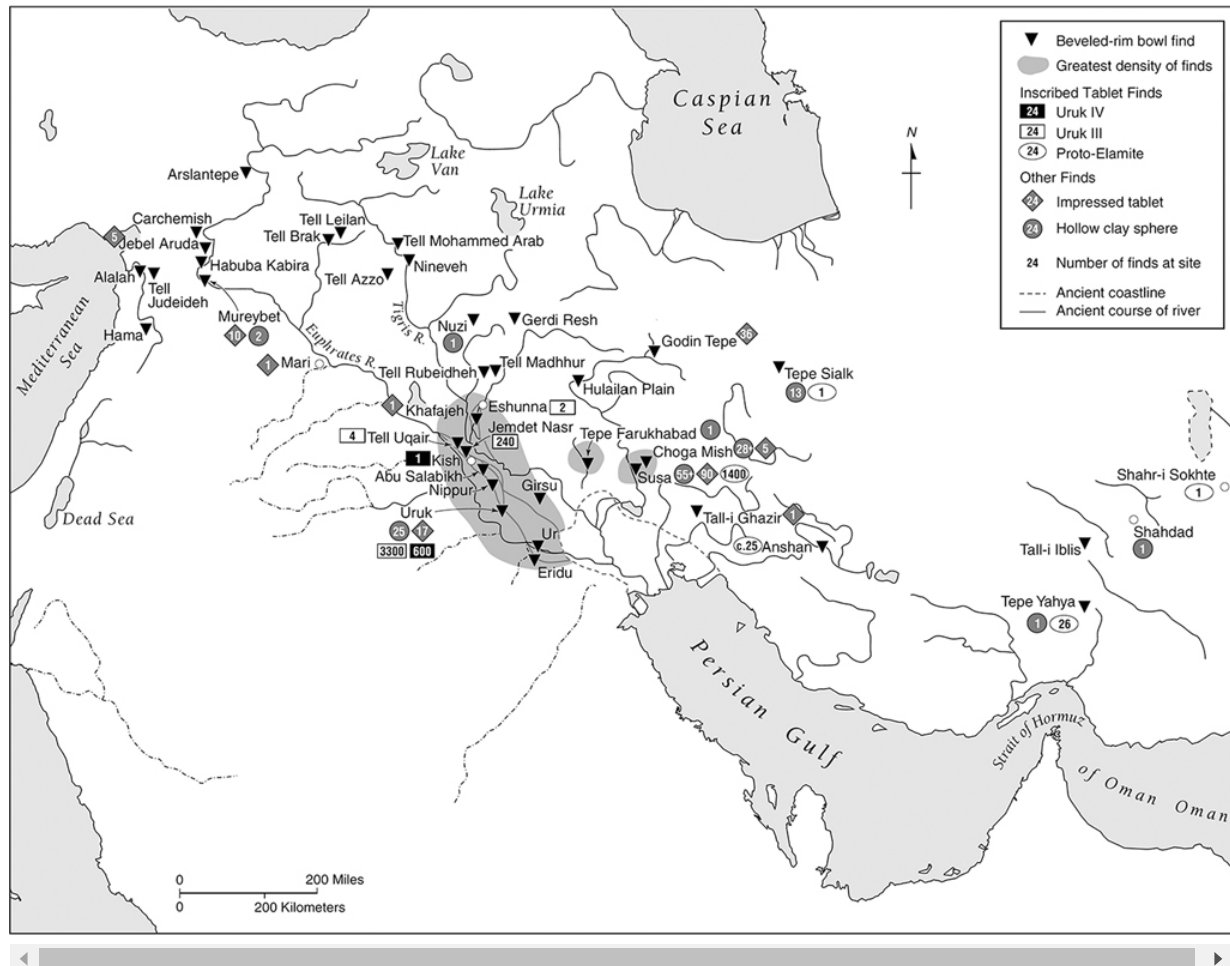 Beveled-rim bowl find
Greatest density of finds
Inscribed Tablet Finds
24 Uruk IV
24 Uruk III
24 Proto-Elamite
Other Finds
24 Impressed tablet
24 Hollow clay sphere
24 Number of finds at site
Ancient coastline
Ancient course of river
N
Caspian
Sea
Lake
Van
Lake
Urmia
Arslantepe
Carchemish
5
Jebel Aruda
Habuba Kabira
Alalah
Tell
Judeideh
Hama
Mureybet
10 2
Mediterranean
Sea
Tell Leilan
Tell Brak
Tell Mohammed Arab
Nineveh
Tell Azzo
Tigris R.
Euphrates R.
1 Mari
Nuzi
1
Gerdi Resh
Godin Tepe 36
Tell Madhhur
Tell Rubeidheh
Hulailan Plain
Tepe Sialk
13 1
1 Khafajeh
Eshunna 2
Jemdet Nasr
240
4 Tell Uqair
1 Kish
Abu Salabikh
Nippur
Girsu
Uruk
25 17
3300 600
Ur
Eridu
Tepe Farukhabad 1
Choga Mish 28+ 5
Susa 55+ 90 1400
Tall-i Ghazir 1
c.25 Anshan
Shahr-i Sokhte
1
Shahdad
1
Tall-i Iblis
Tepe Yahya
1 26
Dead Sea
Persian Gulf
Strait of Hormuz
of Oman Oman
0 200 Miles
0 200 Kilometers